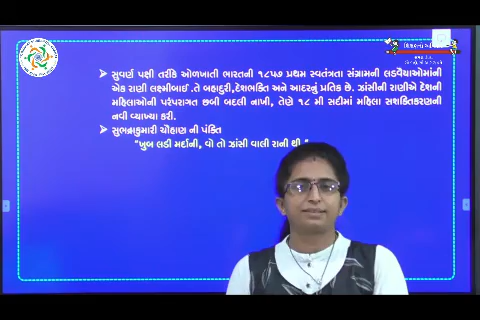 સુવર્ણ પક્ષી તરીકે ઓળખાતી ભારતની ૧૮૫૭ પ્રથમ સ્વતંત્રતા સંગ્રામની લડવૈયાઓમાંની
એક રાણી લક્ષ્મીબાઈ .તે બહાદુરી,દેશભક્તિ અને આદરનું પ્રતિક છે. ઝાંસીની રાણીએ દેશની
મહિલાઓની પરંપરાગત છબી બદલી નાખી, તેણે ૧૮ મી સદીમાં મહિલા સશક્તિકરણની
નવી વ્યાખ્યા કરી.
સુભદ્રાકુમારી ચૌહાણ ની પંક્તિ
"ખુબ લડી મર્દાની, વો તો ઝાંસી વાલી રાની થી "